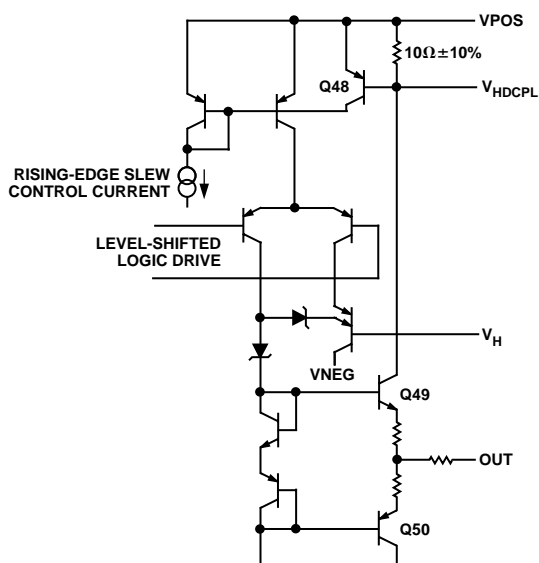 VPOS
10Ω±10%
Q48
VHDCPL
RISING-EDGE SLEW
CONTROL CURRENT
LEVEL-SHIFTED
LOGIC DRIVE
VH
VNEG
Q49
OUT
Q50